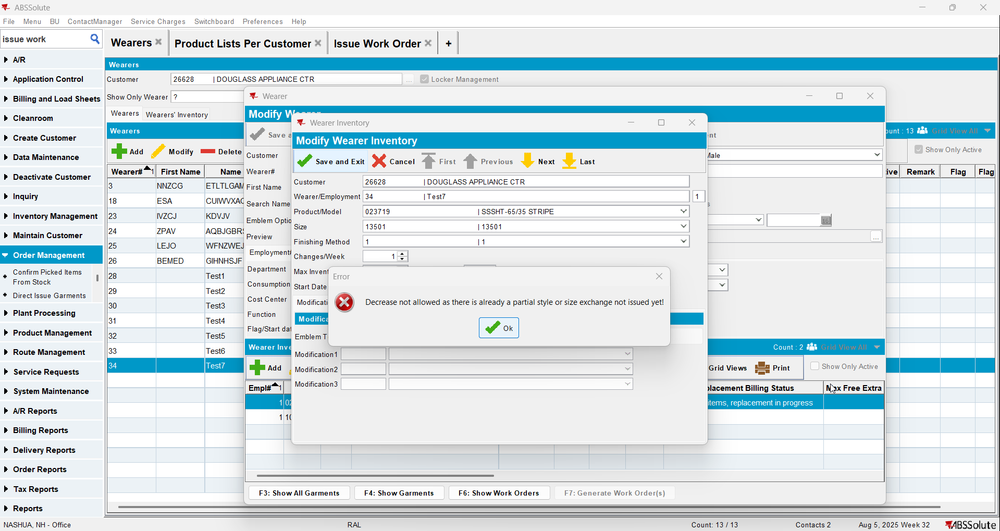 ABSSolute
File Menu BU ContactManager Service Charges Switchboard Preferences Help
issue work
Wearers
Product Lists Per Customer
Issue Work Order
+
A/R
Application Control
Billing and Load Sheets
Cleanroom
Create Customer
Data Maintenance
Deactivate Customer
Inquiry
Inventory Management
Maintain Customer
Order Management
Confirm Picked Items
From Stock
Direct Issue Garments
Plant Processing
Product Management
Route Management
Service Requests
System Maintenance
A/R Reports
Billing Reports
Delivery Reports
Order Reports
Tax Reports
Reports
Wearers
Customer 26628 | DOUGLASS APPLIANCE CTR ... Locker Management
Show Only Wearer ?
Wearers Wearers' Inventory
Wearers
Count : 13 Grid View All
Add Modify Delete
Show Only Active
Wearer# 1 First Name Name
Remark Flag Flag
3 NNZCG ETLTLGAM
18 ESA
23 IVZCJ KDVJV
24 ZPAV AQBJGBRS
25 LEJO WFNZWEJ
26 BEMED GIHNHSJF
28 Test1
29 Test2
30 Test3
31 Test4
32 Test5
33 Test6
34 Test7
Wearer
Modify Wearer
Save a
Customer
Wearer#
First Name
Search Name
Emblem Optio
Preview
Employment#
Department
Consumption
Cost Center
Function
Flag/Start dat
Male
16
...
Wearer Inve
Count : 2 Grid View All
Add
Grid Views Print Show Only Active
Empl# 1
placement Billing Status Max Free Extra
1 02
items, replacement in progress
1 10
F3: Show All Garments F4: Show Garments F6: Show Work Orders F7: Generate Work Order(s)
Wearer Inventory
Modify Wearer Inventory
Save and Exit Cancel First Previous Next Last
Customer 26628 | DOUGLASS APPLIANCE CTR
Wearer/Employment 34 | Test7 1
Product/Model 023719 | SSSHT-65/35 STRIPE
Size 13501 | 13501
Finishing Method 1 | 1
Changes/Week 1
Max Invent
Start Date
Modificati
Modifica
Emblem T
Modification1
Modification2
Modification3
Error
Decrease not allowed as there is already a partial style or size exchange not issued yet!
Ok
NASHUA, NH - Office RAL Count: 13 / 13 Contacts 2 Aug 5, 2025 Week 32 ABSSolute